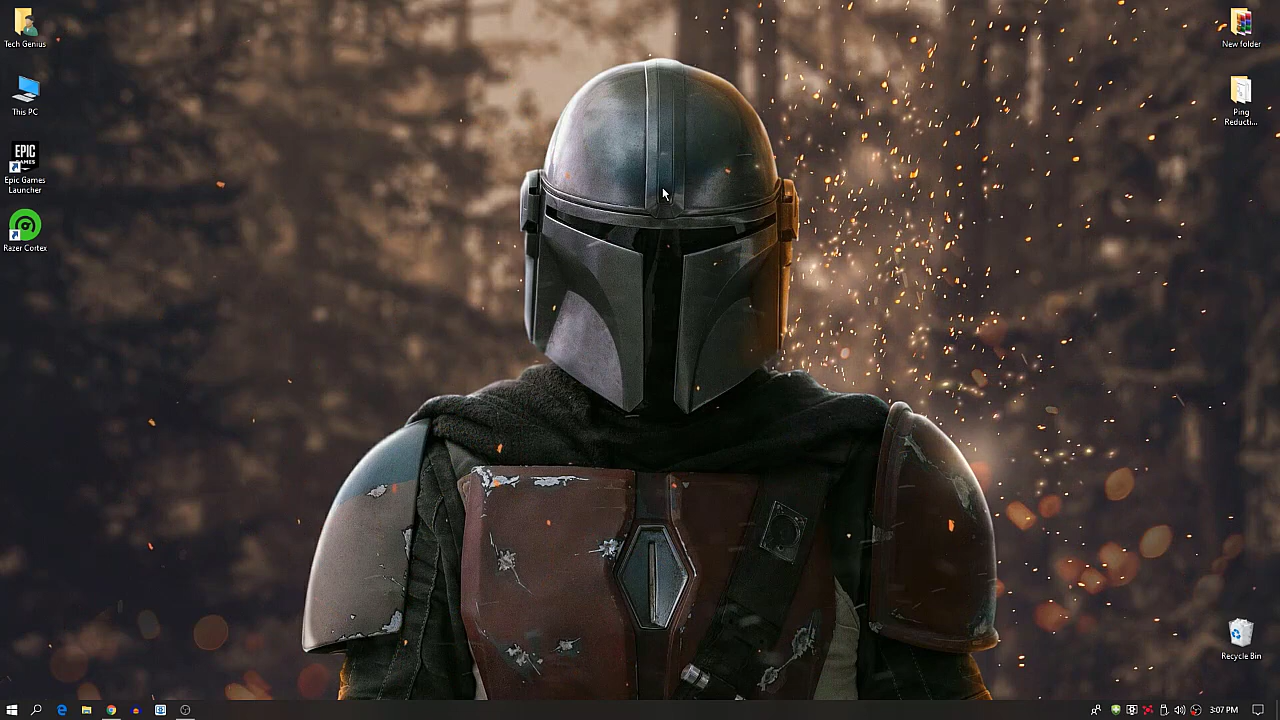 Tech Genius
This PC
EPIC
GAMES
Epic Games
Launcher
Razer Cortex
New folder
Ping
Reducti...
Recycle Bin
3:07 PM